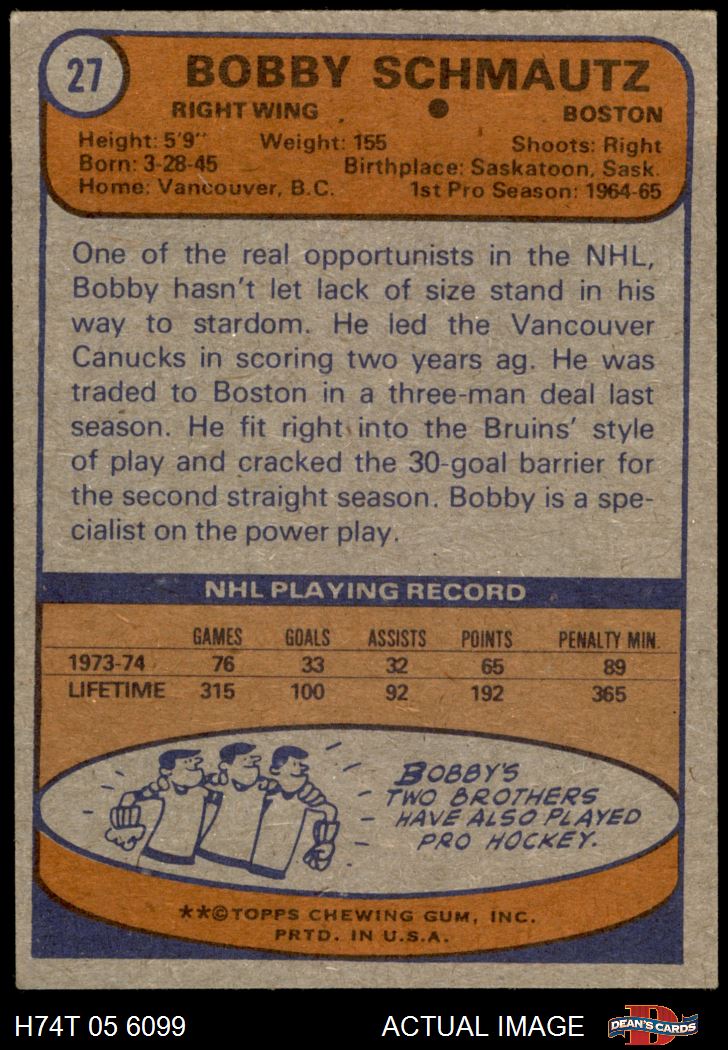 27
BOBBY SCHMAUTZ
RIGHT WING
BOSTON
Height: 5'9" Weight: 155 Shoots: Right
Born: 3-28-45 Birthplace: Saskatoon, Sask.
Home: Vancouver, B.C. 1st Pro Season: 1964-65
One of the real opportunists in the NHL,
Bobby hasn't let lack of size stand in his
way to stardom. He led the Vancouver
Canucks in scoring two years ag. He was
traded to Boston in a three-man deal last
season. He fit right into the Bruins' style
of play and cracked the 30-goal barrier for
the second straight season. Bobby is a spe-
cialist on the power play.
NHL PLAYING RECORD
GAMES GOALS ASSISTS POINTS PENALTY MIN.
1973-74 76 33 32 65 89
LIFETIME 315 100 92 192 365
BOBBY'S
TWO BROTHERS
HAVE ALSO PLAYED
PRO HOCKEY.
**©TOPPS CHEWING GUM, INC.
PRTD. IN U.S.A.
H74T 05 6099 ACTUAL IMAGE
D
DEAN'S CARDS